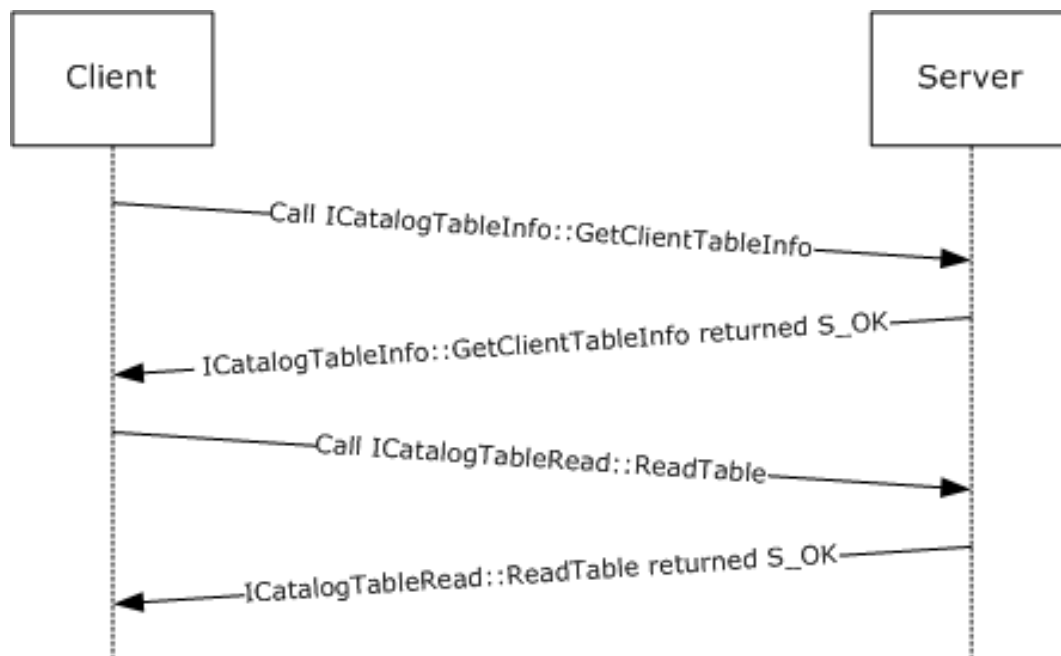 Client
Server
Call ICatalogTableInfo::GetClientTableInfo
ICatalogTableInfo::GetClientTableInfo returned S_OK
Call ICatalogTableRead::ReadTable
ICatalogTableRead::ReadTable returned S_OK